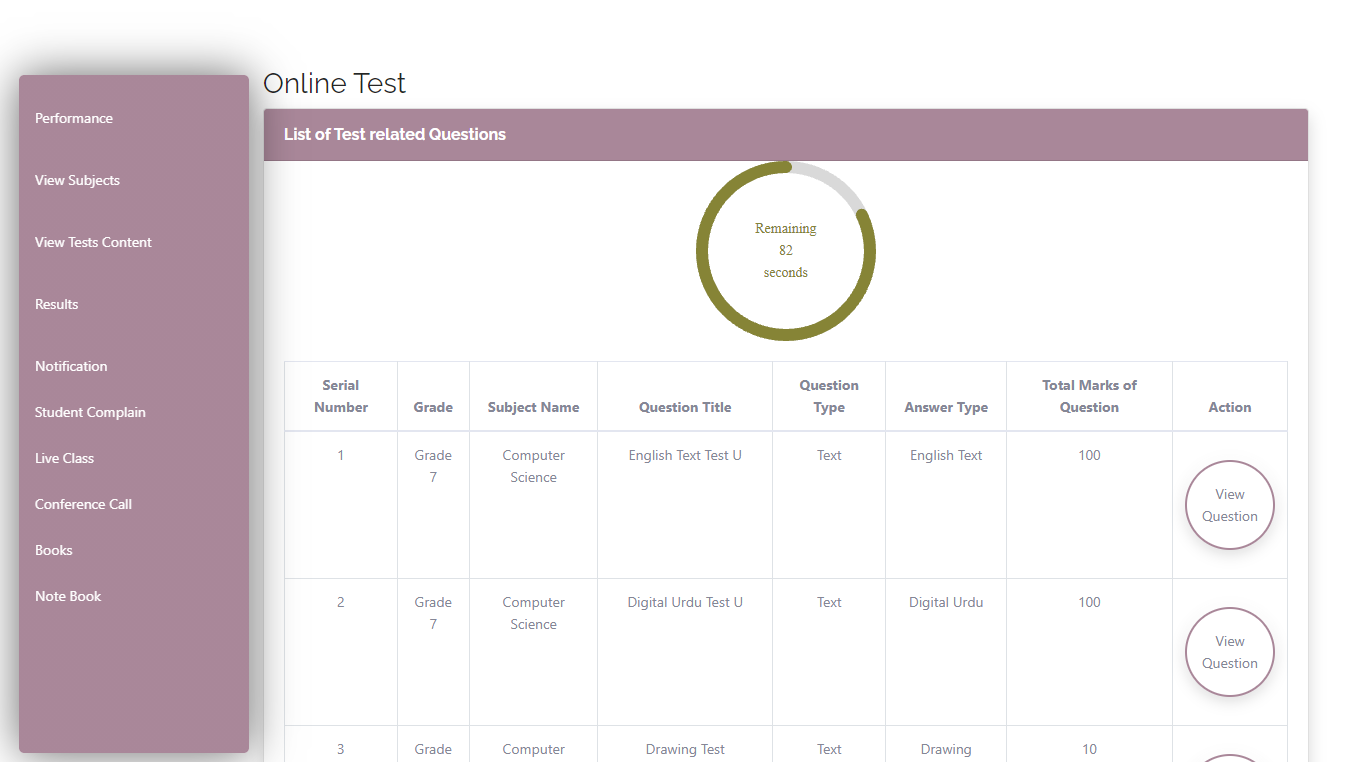 Online Test
Performance
View Subjects
View Tests Content
Results
Notification
Student Complain
Live Class
Conference Call
Books
Note Book
List of Test related Questions
Remaining
82
seconds
Serial Number Grade Subject Name Question Title Question Type Answer Type Total Marks of Question Action
1 Grade 7 Computer Science English Text Test U Text English Text 100 View Question
2 Grade 7 Computer Science Digital Urdu Test U Text Digital Urdu 100 View Question
3 Grade Computer Drawing Test Text Drawing 10